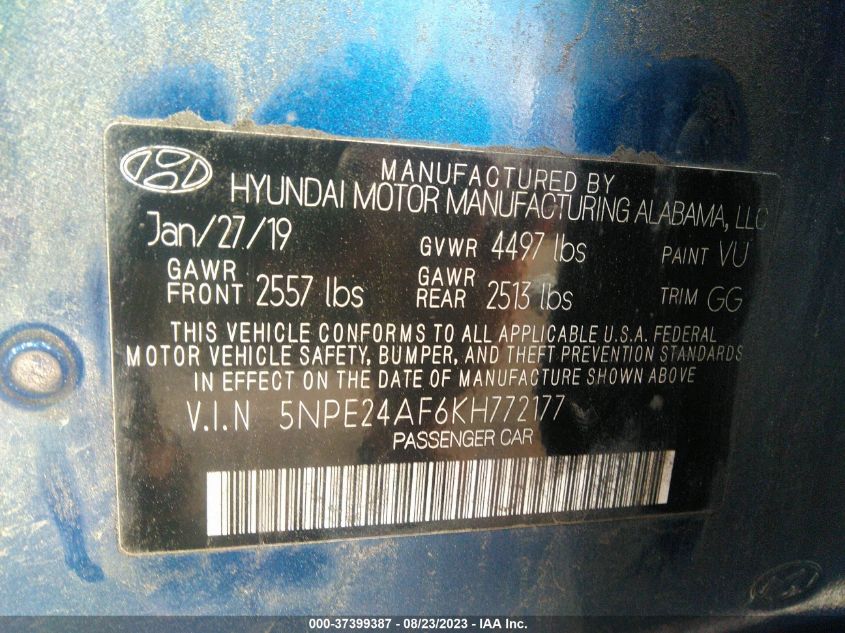 MANUFACTURED BY
HYUNDAI MOTOR MANUFACTURING ALABAMA, LLC
Jan/27/19 GVWR 4497 lbs PAINT VU
GAWR FRONT 2557 lbs GAWR REAR 2513 lbs TRIM GG
THIS VEHICLE CONFORMS TO ALL APPLICABLE U.S.A. FEDERAL
MOTOR VEHICLE SAFETY, BUMPER, AND THEFT PREVENTION STANDARDS
IN EFFECT ON THE DATE OF MANUFACTURE SHOWN ABOVE
V.I.N 5NPE24AF6KH772177
PASSENGER CAR
000-37399387 - 08/23/2023 - IAA Inc.